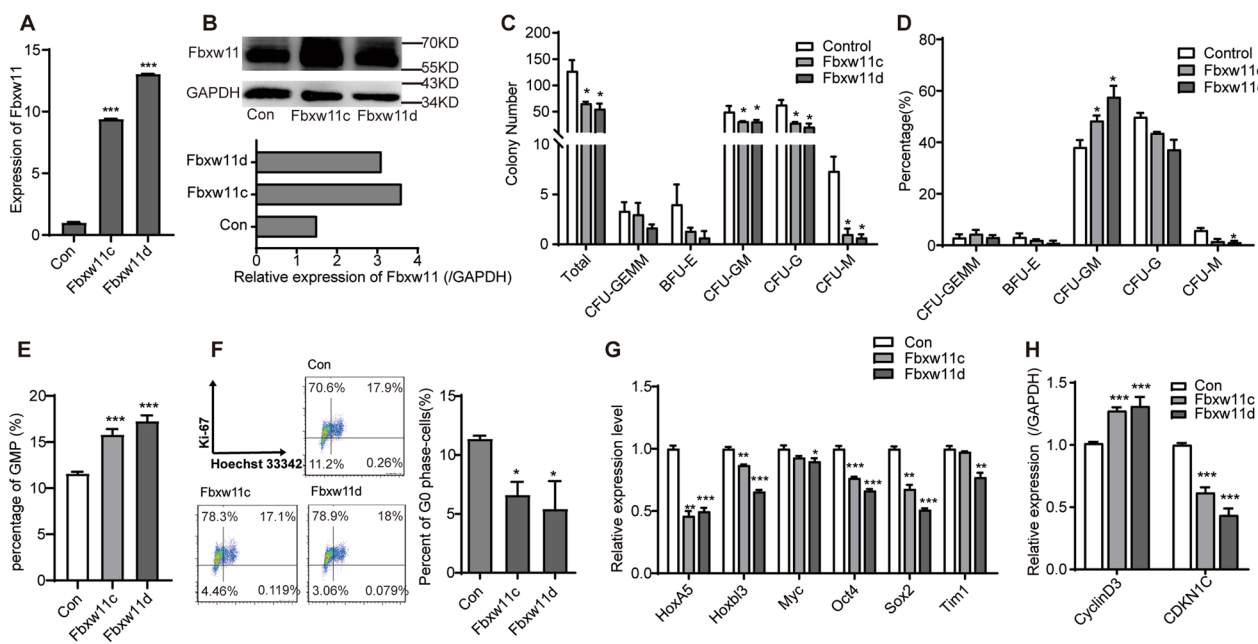 A
Expression of Fbxw11
15
10
5
0
***
***
Con
Fbxw11c
Fbxw11d
B
Fbxw11
GAPDH
70KD
55KD
43KD
34KD
Con Fbxw11c Fbxw11d
Fbxw11d
Fbxw11c
Con
0 1 2 3 4
Relative expression of Fbxw11 (/GAPDH)
C
Colony Number
200
150
100
50
10
5
0
Control
Fbxw11c
Fbxw11d
* *
* *
* *
* *
Total
CFU-GEMM
BFU-E
CFU-GM
CFU-G
CFU-M
D
Percentage(%)
80
60
40
20
0
Control
Fbxw11c
Fbxw11
* *
*
CFU-GEMM
BFU-E
CFU-GM
CFU-G
CFU-M
E
percentage of GMP (%)
20
15
10
5
0
***
***
Con
Fbxw11c
Fbxw11d
F
Ki-67
Hoechst 33342
Con
70.6% 17.9%
11.2% 0.26%
Fbxw11c
78.3% 17.1%
4.46% 0.119%
Fbxw11d
78.9% 18%
3.06% 0.079%
Percent of G0 phase-cells(%)
15
10
5
0
* *
Con
Fbxw11c
Fbxw11d
G
Relative expression level
1.5
1.0
0.5
0.0
Con
Fbxw11c
Fbxw11d
** ***
** ***
*
*** ***
** ***
**
HoxA5
Hoxbl3
Myc
Oct4
Sox2
Tim1
H
Relative expression (/GAPDH)
1.5
1.0
0.5
0.0
Con
Fbxw11c
Fbxw11d
*** ***
*** ***
CyclinD3
CDKN1C